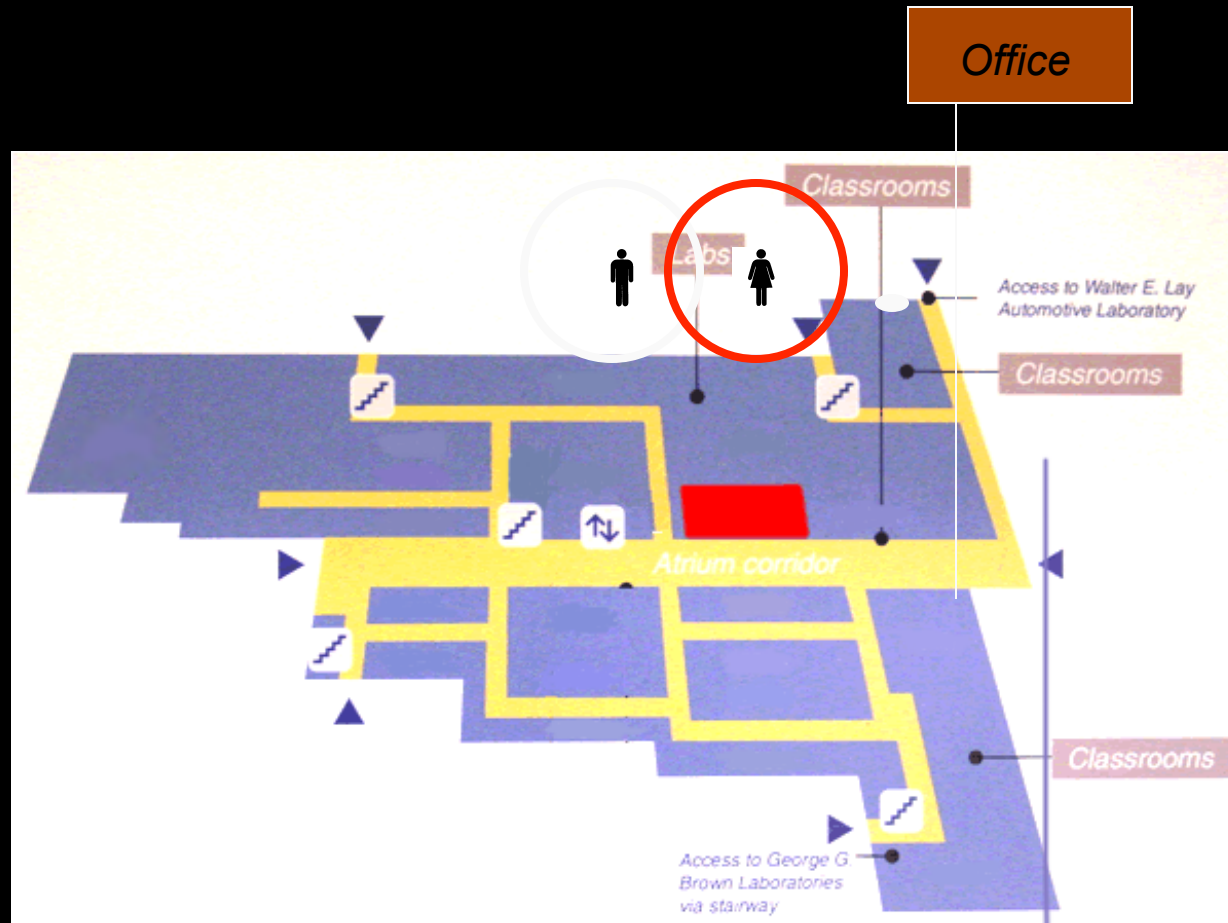 Office
Classrooms
Labs
Access to Walter E. Lay
Automotive Laboratory
Classrooms
Atrium corridor
Classrooms
Access to George G.
Brown Laboratories
via stairway